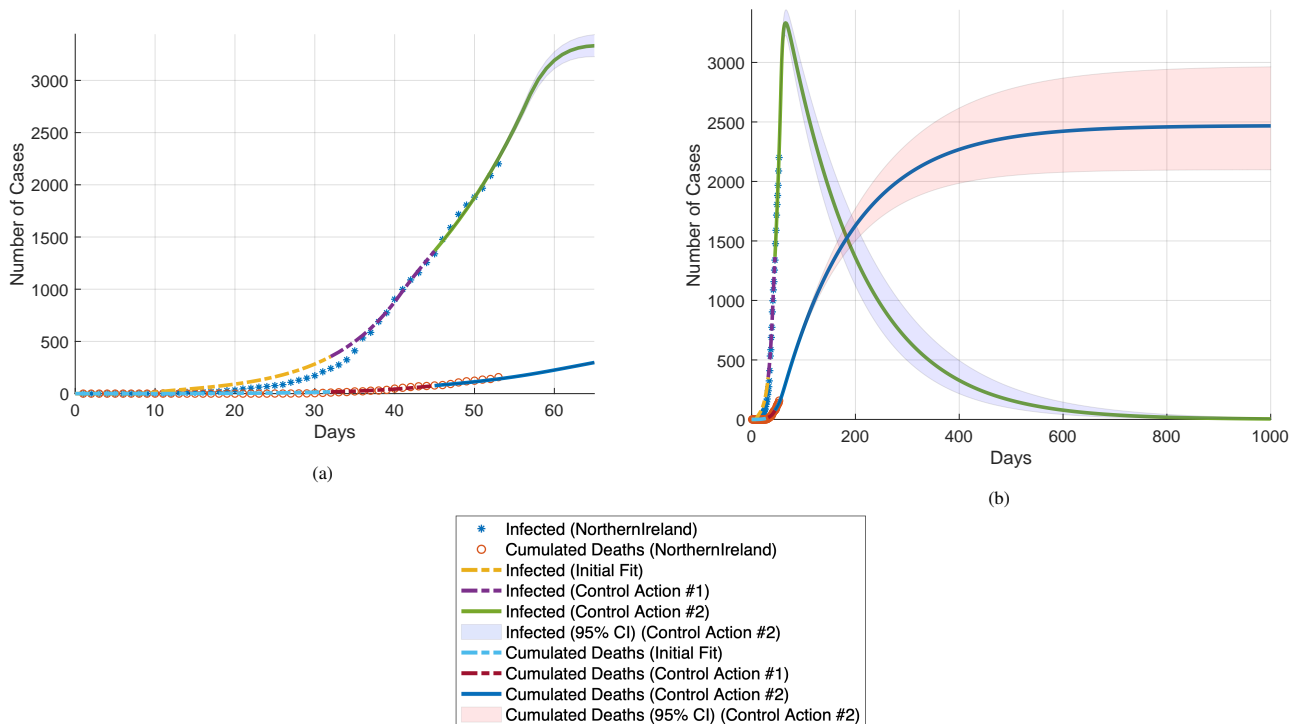 Number of Cases
3000
2500
2000
1500
1000
500
0
0 10 20 30 40 50 60
Days
(a)
Number of Cases
3000
2500
2000
1500
1000
500
0
0 200 400 600 800 1000
Days
(b)
Infected (NorthernIreland)
Cumulated Deaths (NorthernIreland)
Infected (Initial Fit)
Infected (Control Action #1)
Infected (Control Action #2)
Infected (95% CI) (Control Action #2)
Cumulated Deaths (Initial Fit)
Cumulated Deaths (Control Action #1)
Cumulated Deaths (Control Action #2)
Cumulated Deaths (95% CI) (Control Action #2)